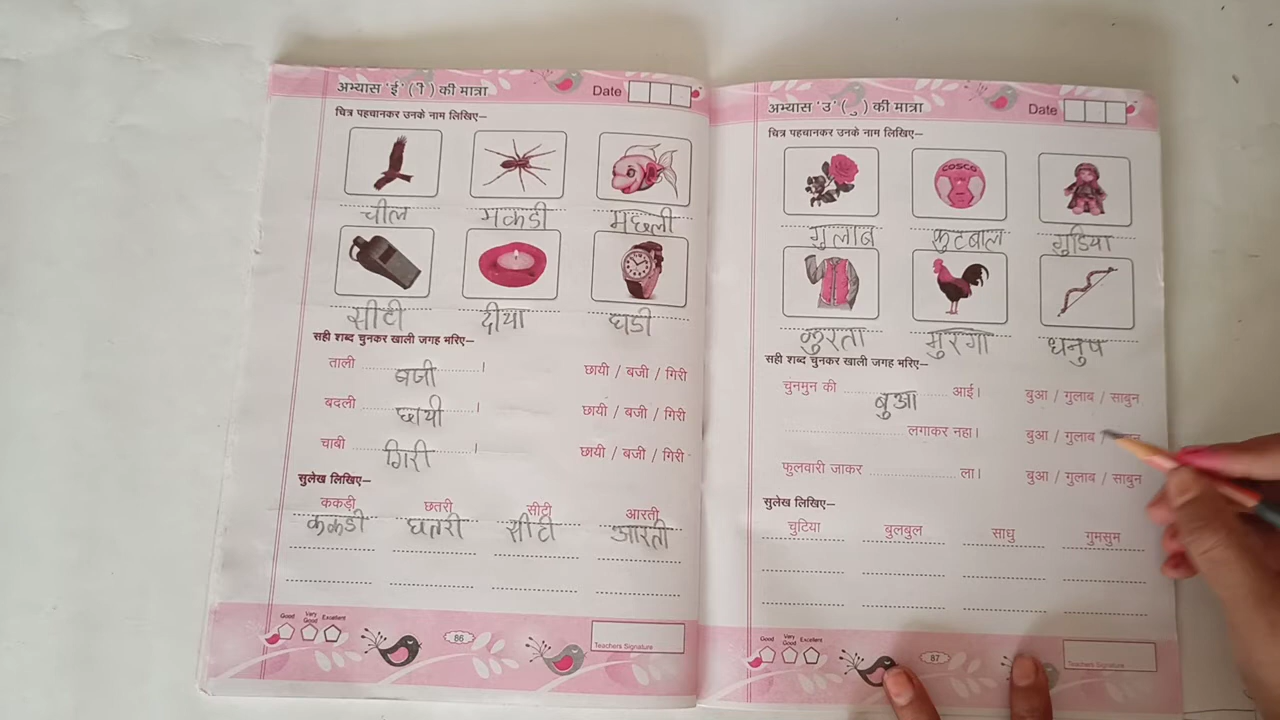 अभ्यास 'ई' ( ी ) की मात्रा
Date
चित्र पहचानकर उनके नाम लिखिए–
चील मकडी मछली
सीटी दीया घडी
सही शब्द चुनकर खाली जगह भरिए–
ताली बजी । छायी / बजी / गिरी
बदली छायी । छायी / बजी / गिरी
चाबी गिरी । छायी / बजी / गिरी
सुलेख लिखिए–
ककड़ी छतरी सीटी आरती
ककडी छतरी सीटी आरती
Good Very Good Excellent
86
Teachers Signature
अभ्यास 'उ' ( ु ) की मात्रा
Date
चित्र पहचानकर उनके नाम लिखिए–
COSCO
गुलाब फुटबाल गुडिया
कुरता मुरगा धनुष
सही शब्द चुनकर खाली जगह भरिए–
चुनमुन की बुआ आई। बुआ / गुलाब / साबुन
लगाकर नहा। बुआ / गुलाब /
फुलवारी जाकर ला। बुआ / गुलाब / साबुन
सुलेख लिखिए–
चुटिया बुलबुल साधु गुमसुम
Good Very Good Excellent
87
Teachers Signature